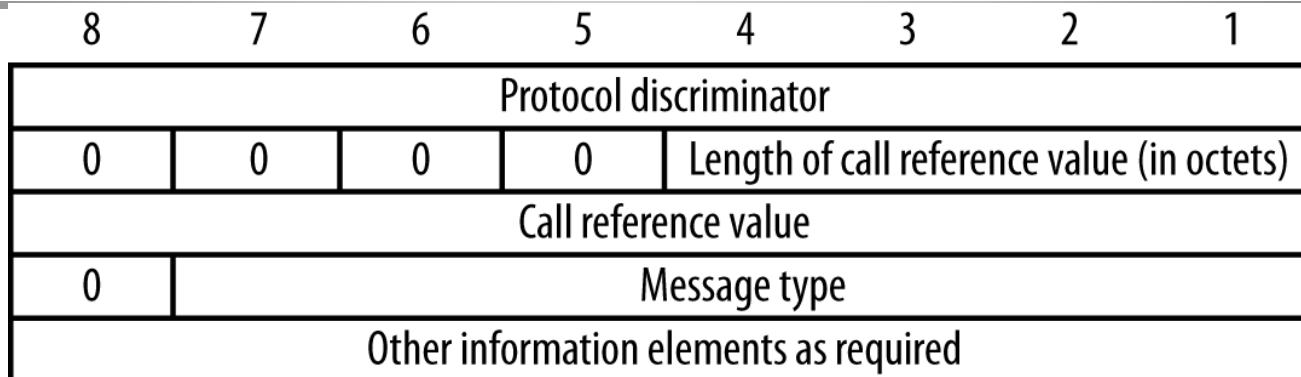 8 7 6 5 4 3 2 1
Protocol discriminator
0 0 0 0 Length of call reference value (in octets)
Call reference value
0 Message type
Other information elements as required